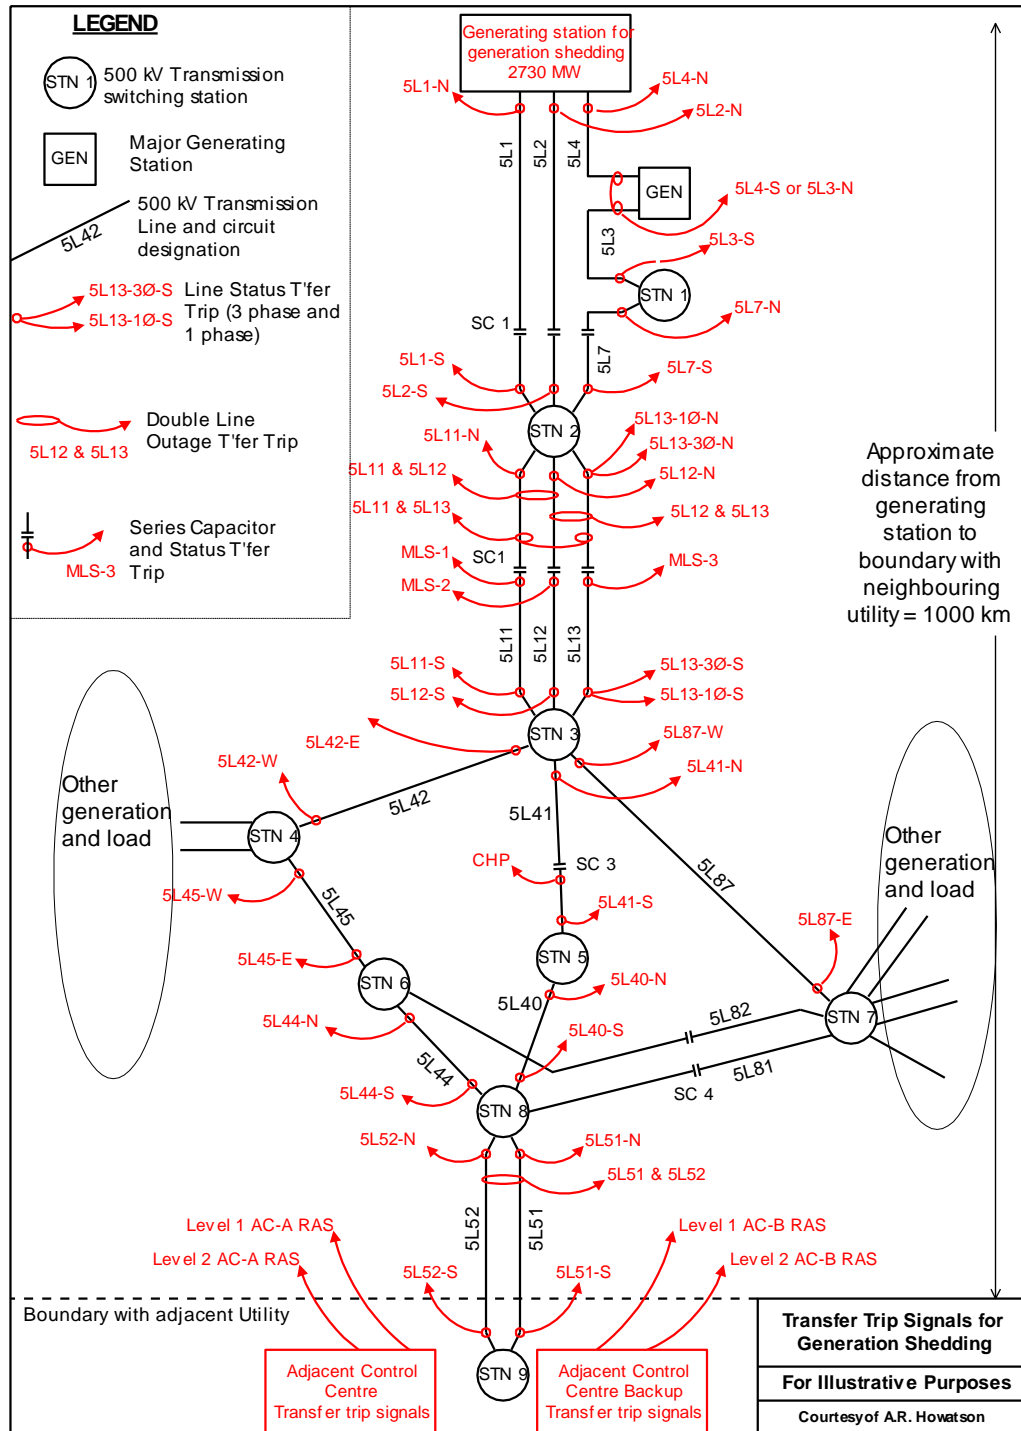 LEGEND
STN 1
500 kV Transmission
switching station
GEN
Major Generating
Station
500 kV Transmission
Line and circuit
designation
5L42
5L13-3Ø-S
5L13-1Ø-S
Line Status T'fer
Trip (3 phase and
1 phase)
Double Line
Outage T'fer Trip
5L12 & 5L13
Series Capacitor
and Status T'fer
Trip
MLS-3
Generating station for
generation shedding
2730 MW
5L1-N
5L4-N
5L2-N
5L1
5L2
5L4
GEN
5L4-S or 5L3-N
5L3
5L3-S
STN 1
5L7-N
SC 1
5L7
5L1-S
5L7-S
5L2-S
STN 2
5L13-1Ø-N
5L11-N
5L13-3Ø-N
5L11 & 5L12
5L12-N
5L11 & 5L13
5L12 & 5L13
MLS-1
SC1
MLS-3
MLS-2
5L11
5L12
5L13
5L11-S
5L13-3Ø-S
5L12-S
5L13-1Ø-S
STN 3
5L42-E
5L87-W
5L42-W
5L41-N
5L42
5L41
Approximate
distance from
generating
station to
boundary with
neighbouring
utility = 1000 km
Other
generation
and load
STN 4
CHP
SC 3
5L87
Other
generation
and load
5L45-W
5L45
5L41-S
5L87-E
5L45-E
STN 5
STN 6
5L40-N
5L40
5L82
STN 7
5L44-N
5L40-S
5L44
5L81
5L44-S
SC 4
STN 8
5L52-N
5L51-N
5L51 & 5L52
5L52
5L51
Level 1 AC-A RAS
Level 1 AC-B RAS
Level 2 AC-A RAS
Level 2 AC-B RAS
5L52-S
5L51-S
Boundary with adjacent Utility
STN 9
Adjacent Control
Centre
Transfer trip signals
Adjacent Control
Centre Backup
Transfer trip signals
Transfer Trip Signals for
Generation Shedding
For Illustrative Purposes
Courtesy of A.R. Howatson